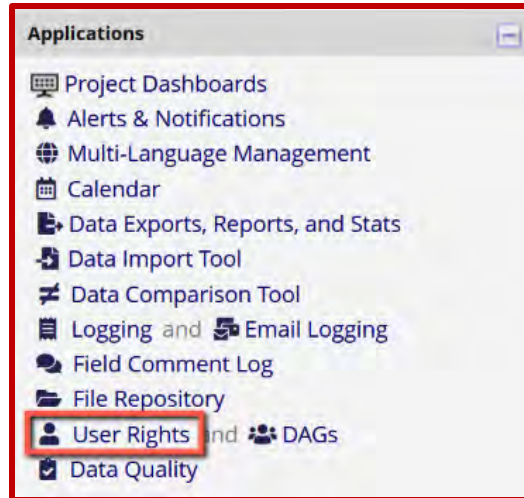 Applications
Project Dashboards
Alerts & Notifications
Multi-Language Management
Calendar
Data Exports, Reports, and Stats
Data Import Tool
Data Comparison Tool
Logging and Email Logging
Field Comment Log
File Repository
User Rights nd DAGs
Data Quality